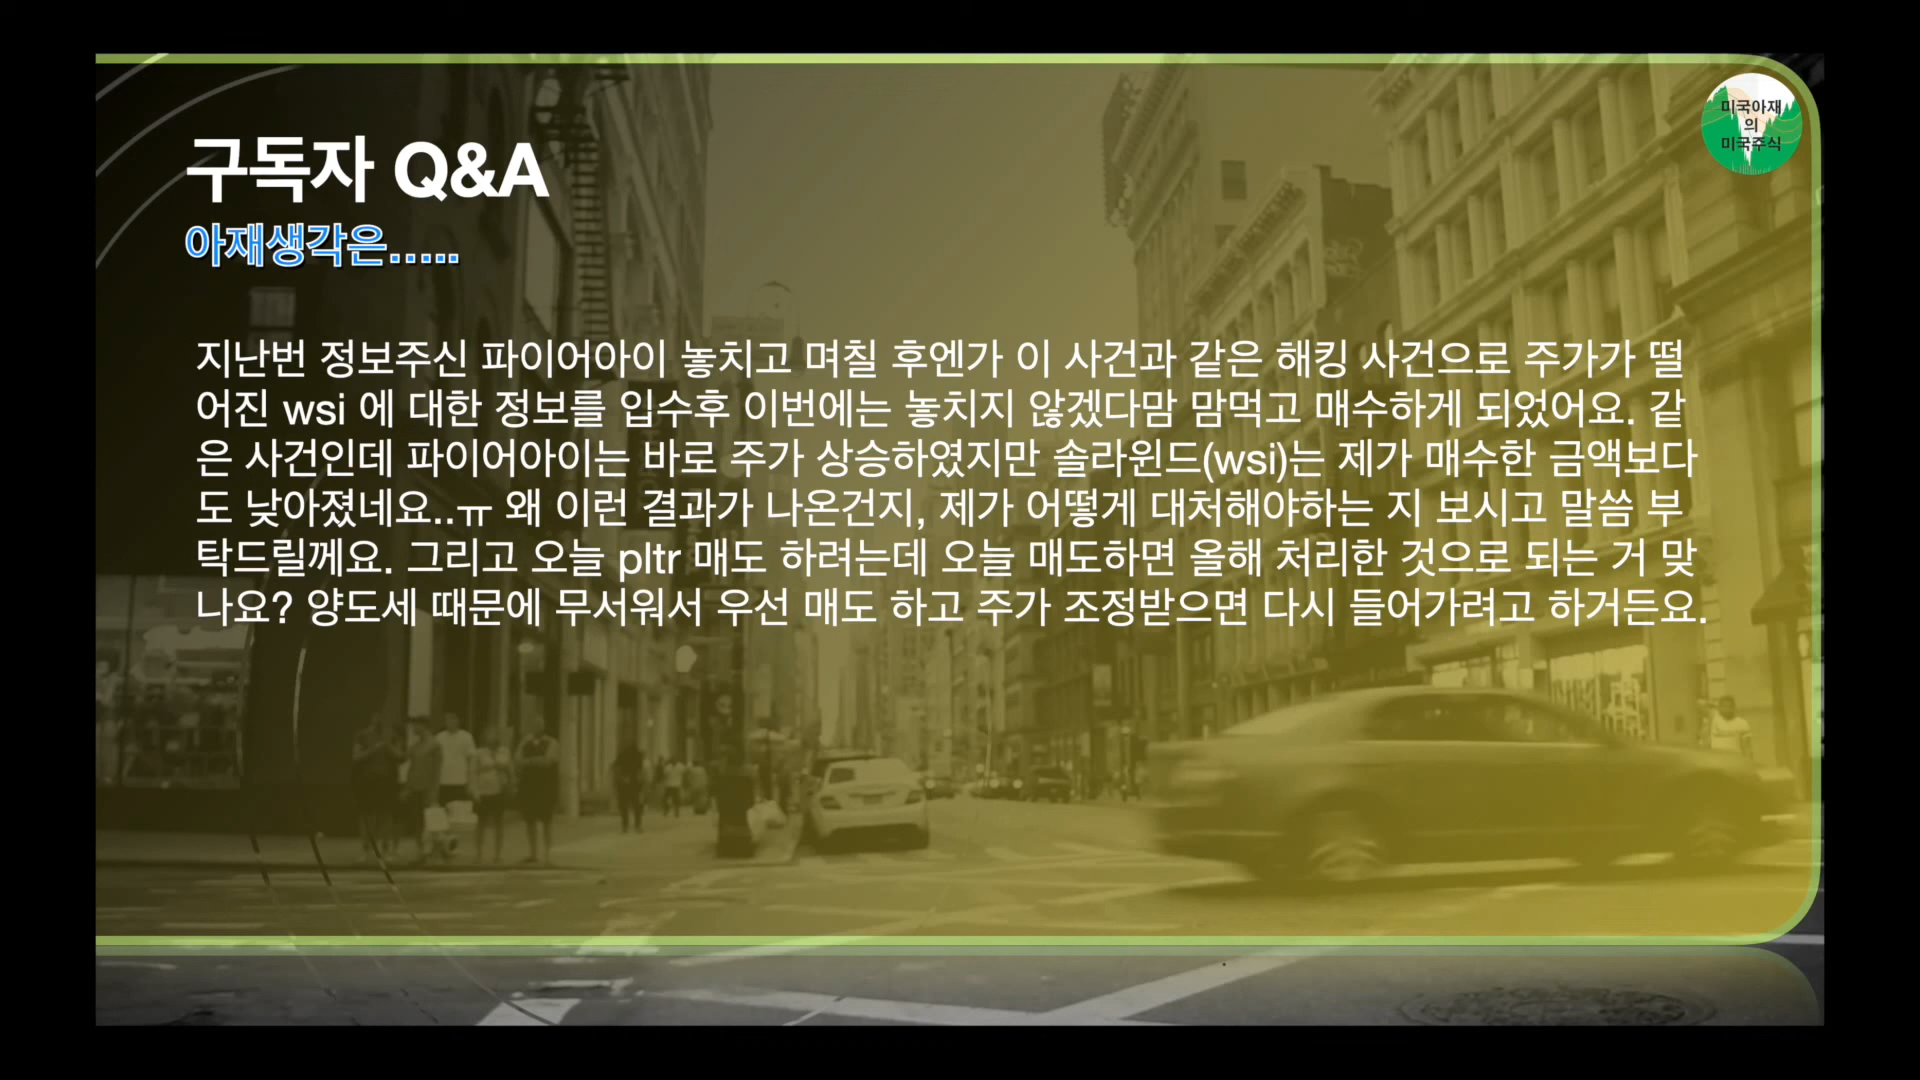 미국아재
의
미국주식
구독자 Q&A
아재생각은.....
지난번 정보주신 파이어아이 놓치고 며칠 후엔가 이 사건과 같은 해킹 사건으로 주가가 떨
어진 wsi 에 대한 정보를 입수후 이번에는 놓치지 않겠다맘 맘먹고 매수하게 되었어요. 같
은 사건인데 파이어아이는 바로 주가 상승하였지만 솔라윈드(wsi)는 제가 매수한 금액보다
도 낮아졌네요..ㅠ 왜 이런 결과가 나온건지, 제가 어떻게 대처해야하는 지 보시고 말씀 부
탁드릴께요. 그리고 오늘 pltr 매도 하려는데 오늘 매도하면 올해 처리한 것으로 되는 거 맞
나요? 양도세 때문에 무서워서 우선 매도 하고 주가 조정받으면 다시 들어가려고 하거든요.